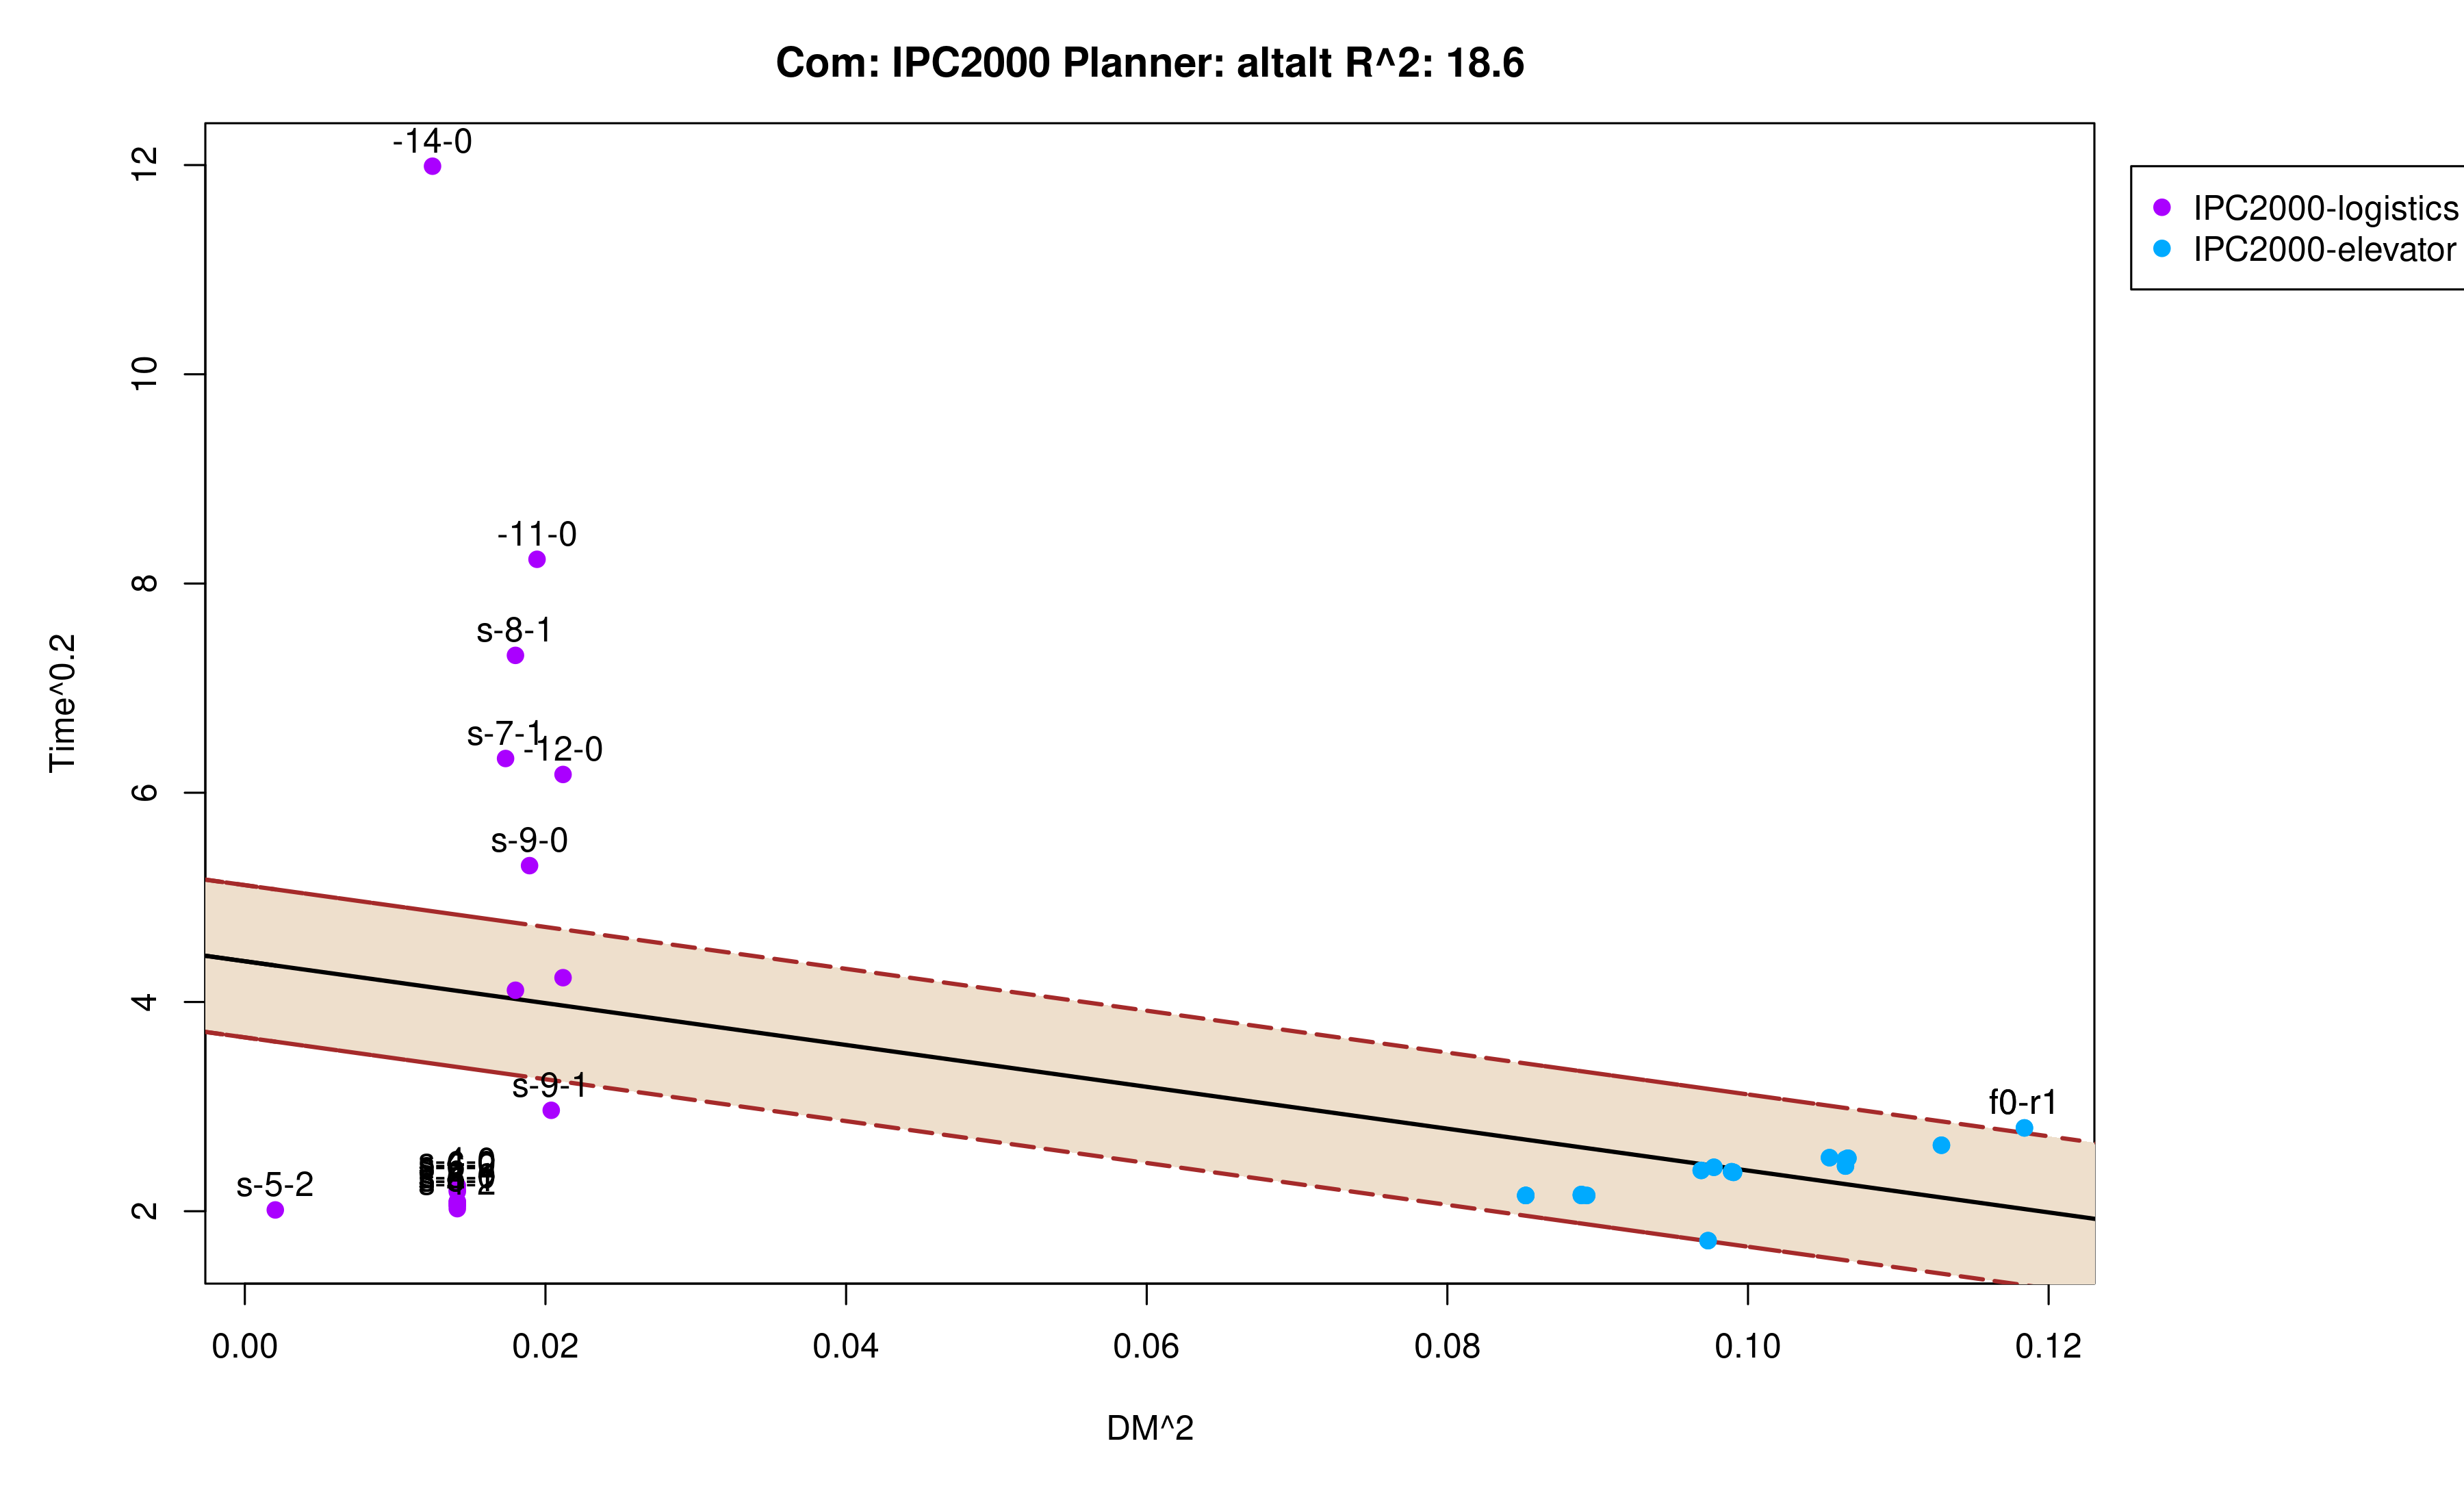 Com: IPC2000 Planner: altalt R^2: 18.6
-14-0
IPC2000-logistics
IPC2000-elevator
12
10
8
6
4
2
Time^0.2
-11-0
s-8-1
s-7-1
-12-0
s-9-0
s-9-1
s-5-2
f0-r1
0.00
0.02
0.04
0.06
0.08
0.10
0.12
DM^2